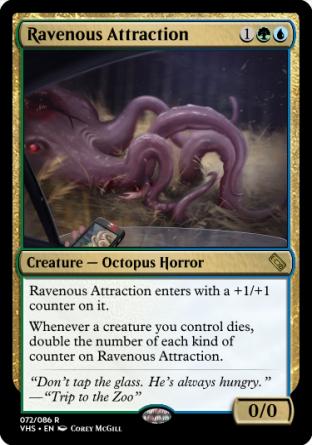 Ravenous Attraction 1
Creature — Octopus Horror
Ravenous Attraction enters with a +1/+1
counter on it.
Whenever a creature you control dies,
double the number of each kind of
counter on Ravenous Attraction.
“Don’t tap the glass. He’s always hungry.”
—“Trip to the Zoo”
0/0
072/086 R
VHS • EN Corey McGill